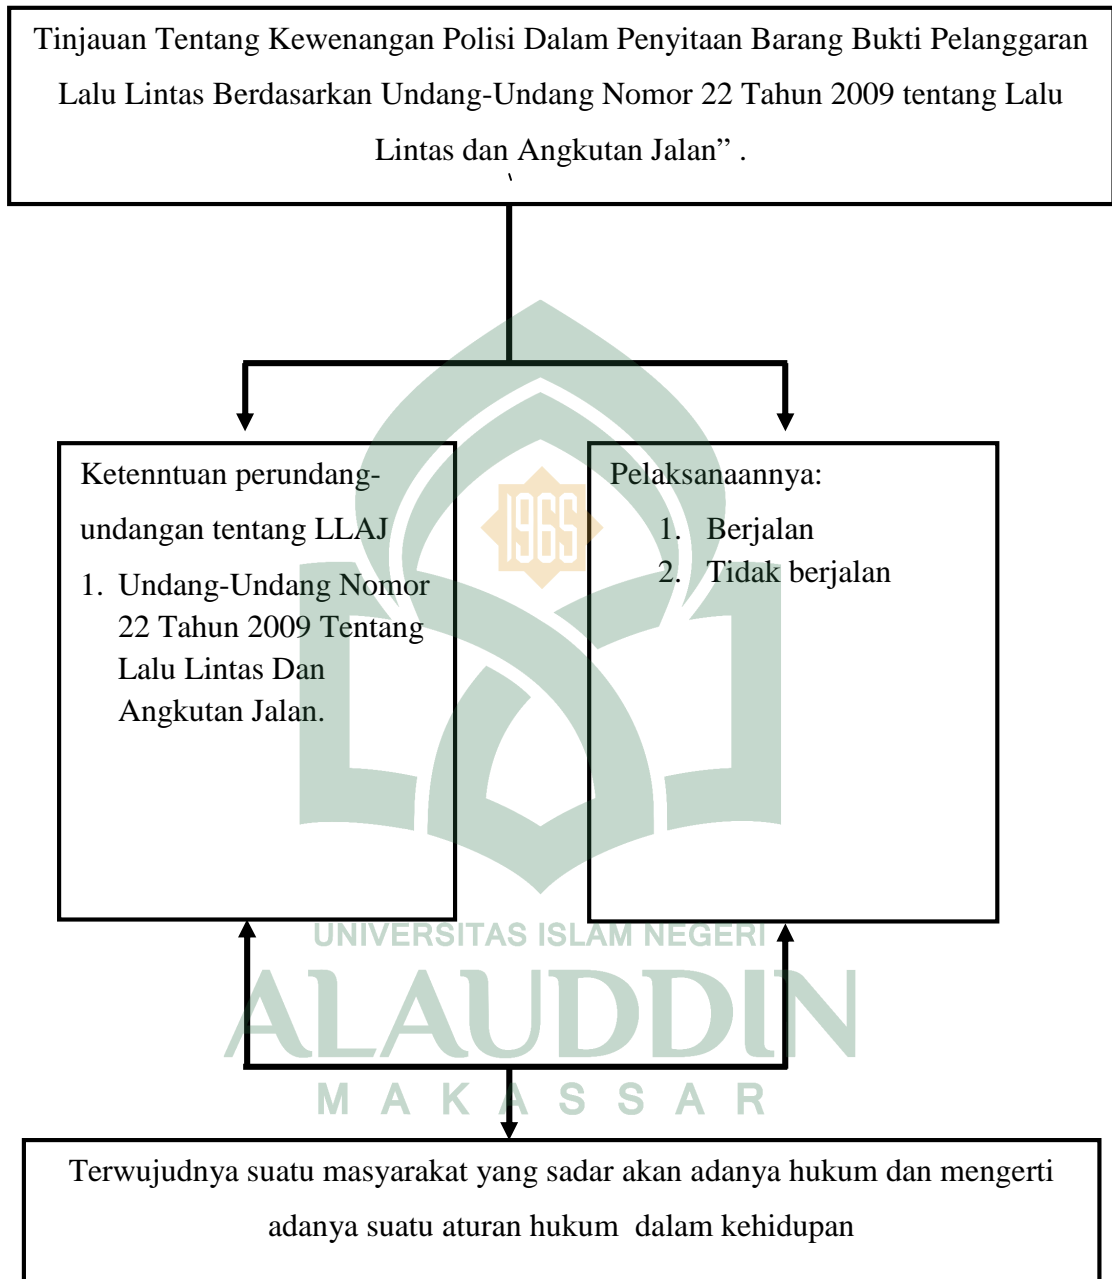 Tinjauan Tentang Kewenangan Polisi Dalam Penyitaan Barang Bukti Pelanggaran
Lalu Lintas Berdasarkan Undang-Undang Nomor 22 Tahun 2009 tentang Lalu
Lintas dan Angkutan Jalan” .
Ketenntuan perundang-
undangan tentang LLAJ
1. Undang-Undang Nomor
22 Tahun 2009 Tentang
Lalu Lintas Dan
Angkutan Jalan.
Pelaksanaannya:
1. Berjalan
2. Tidak berjalan
1965
UNIVERSITAS ISLAM NEGERI
ALAUDDIN
MAKASSAR
Terwujudnya suatu masyarakat yang sadar akan adanya hukum dan mengerti
adanya suatu aturan hukum dalam kehidupan